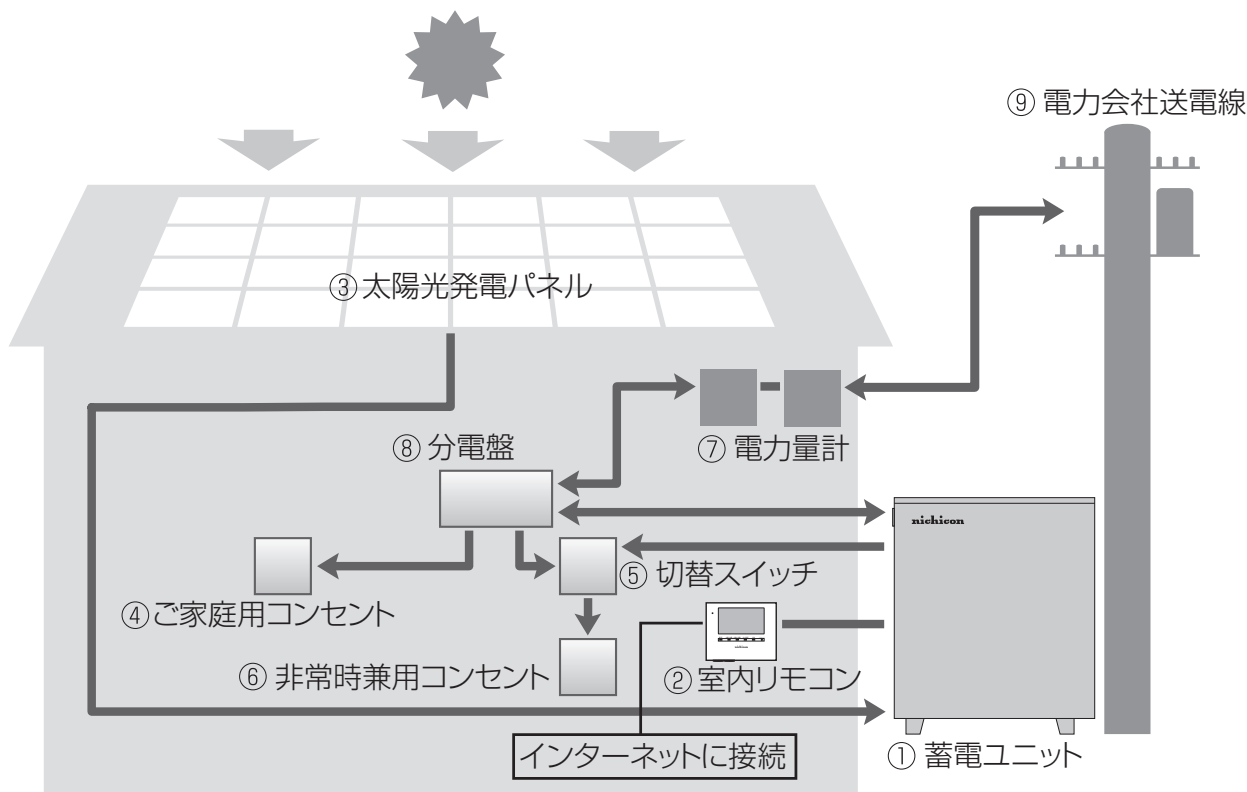 ⑨ 電力会社送電線
③太陽光発電パネル
⑧ 分電盤
⑦ 電力量計
nichicon
⑤ 切替スイッチ
④ご家庭用コンセント
⑥ 非常時兼用コンセント
② 室内リモコン
インターネットに接続
① 蓄電ユニット